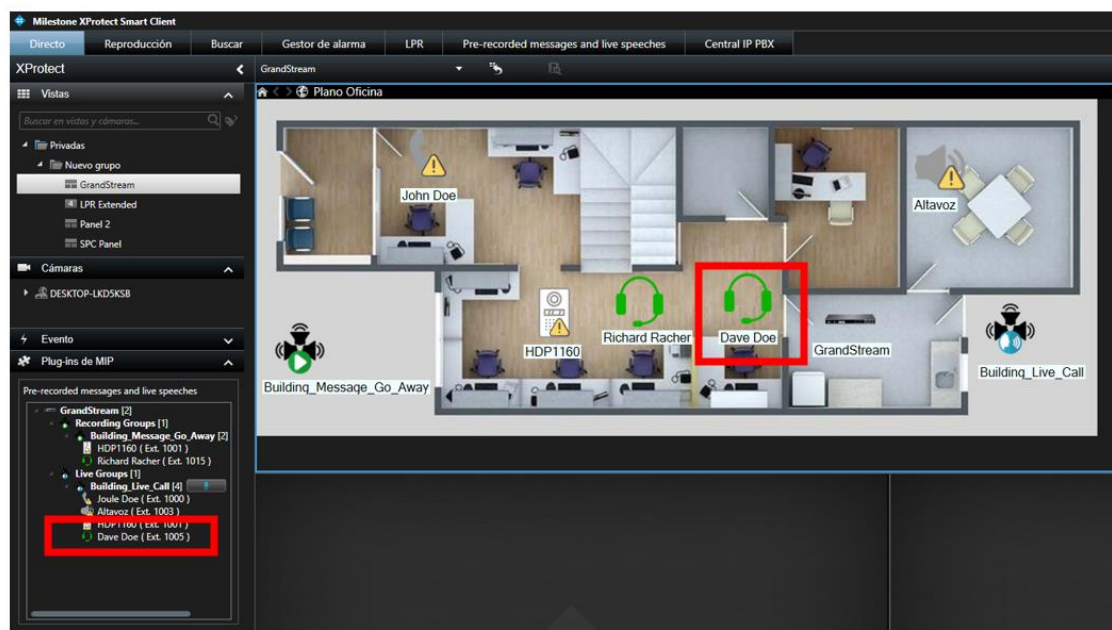 Milestone XProtect Smart Client
Directo Reproducción Buscar Gestor de alarma LPR Pre-recorded messages and live speeches Central IP PBX
XProtect
GrandStream
Vistas
Plano Oficina
Buscar en vistas y cámaras...
Privadas
Nuevo grupo
GrandStream
LPR Extended
Panel 2
SPC Panel
Cámaras
DESKTOP-LKD5KSB
Evento
Plug-ins de MIP
Pre-recorded messages and live speeches
GrandStream [2]
Recording Groups [1]
Building_Message_Go_Away [2]
HDP1160 ( Ext. 1001 )
Richard Racher ( Ext. 1015 )
Live Groups [1]
Building_Live_Call [4]
Joule Doe ( Ext. 1000 )
Altavoz ( Ext. 1003 )
HDP1160 ( Ext. 1001 )
Dave Doe ( Ext. 1005 )
John Doe
Altavoz
Richard Racher
Dave Doe
HDP1160
GrandStream
Building_Message_Go_Away
Building_Live_Call